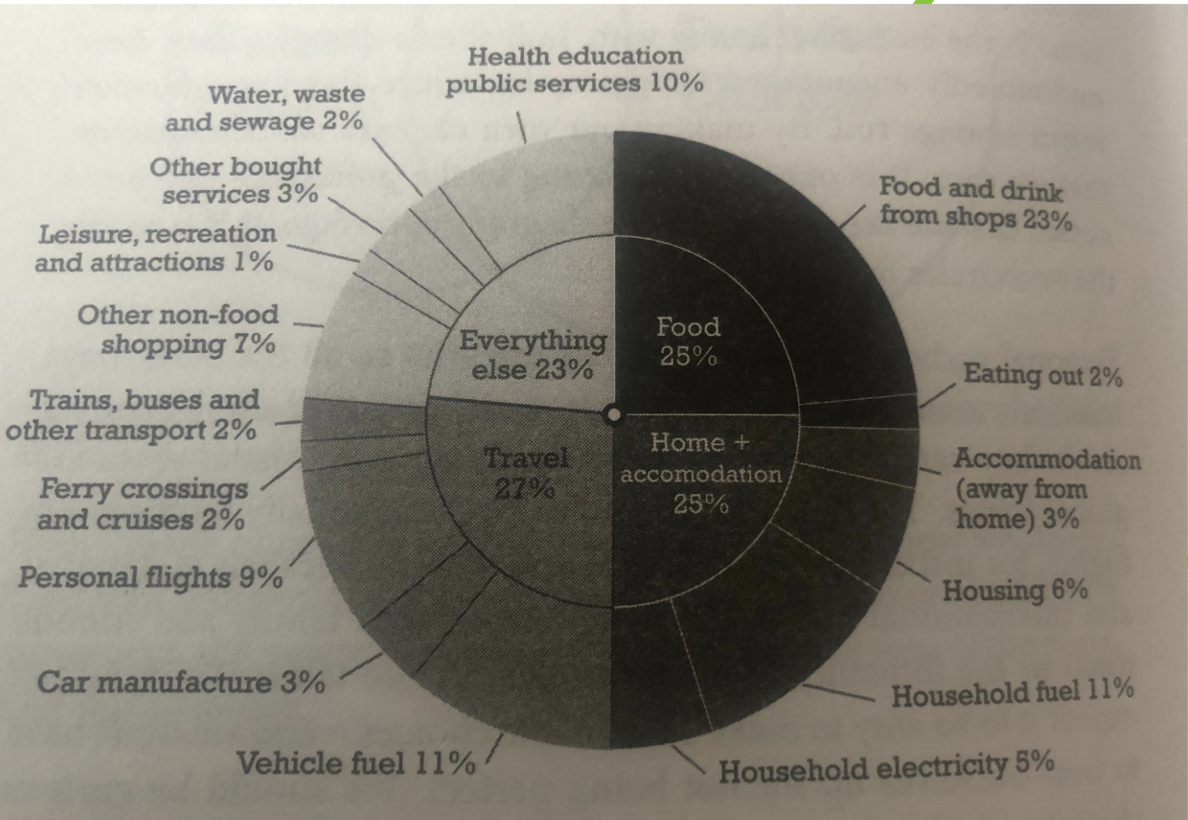 Health education
public services 10%
Water, waste
and sewage 2%
Other bought
services 3%
Leisure, recreation
and attractions 1%
Other non-food
shopping 7%
Trains, buses and
other transport 2%
Ferry crossings
and cruises 2%
Personal flights 9%
Car manufacture 3%
Vehicle fuel 11%
Food and drink
from shops 23%
Eating out 2%
Accommodation
(away from
home) 3%
Housing 6%
Household fuel 11%
Household electricity 5%
Everything
else 23%
Food
25%
Travel
27%
Home +
accomodation
25%